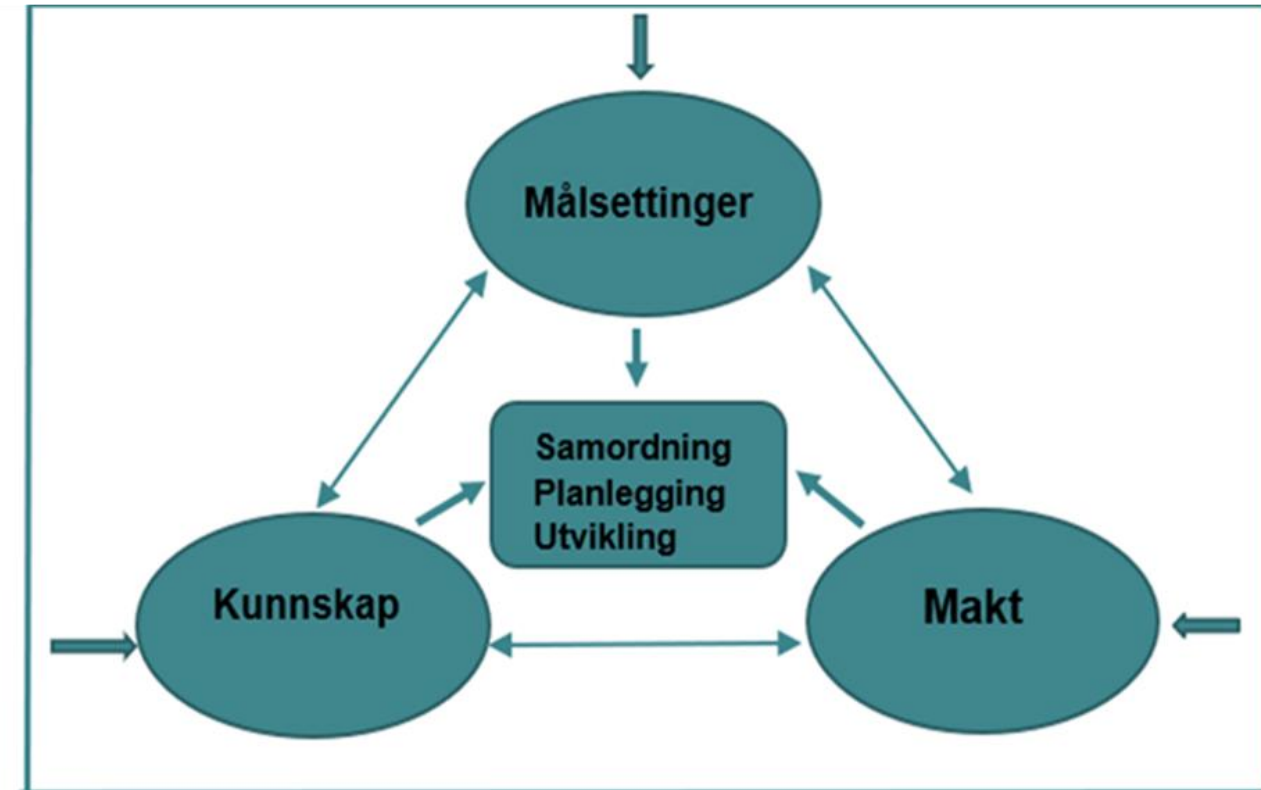 Målsettinger
Samordning
Planlegging
Utvikling
Kunnskap
Makt